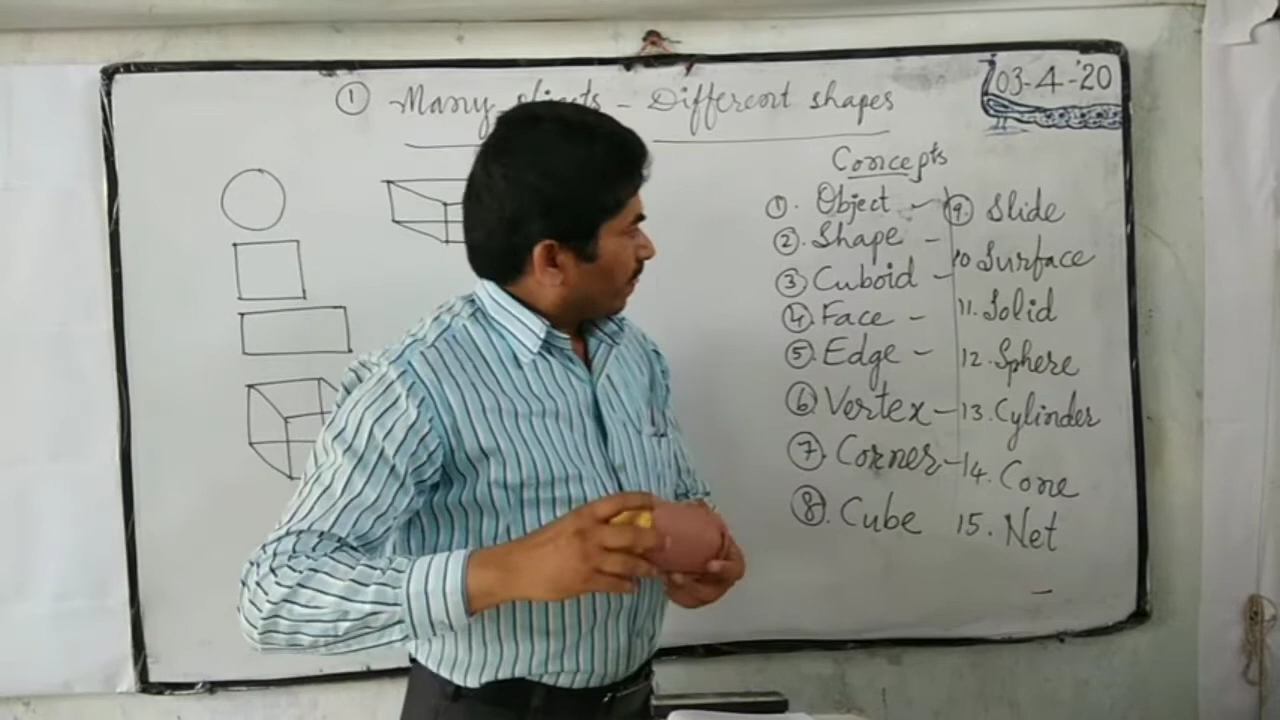 03-4-'20
① Many objects - Different shapes
Concepts
①. Object -
②. Shape -
③ Cuboid -
④ Face -
⑤ Edge -
⑥ Vertex -
⑦ Corner -
⑧. Cube
⑨ Slide
10 Surface
11. Solid
12. Sphere
13. Cylinder
14. Cone
15. Net